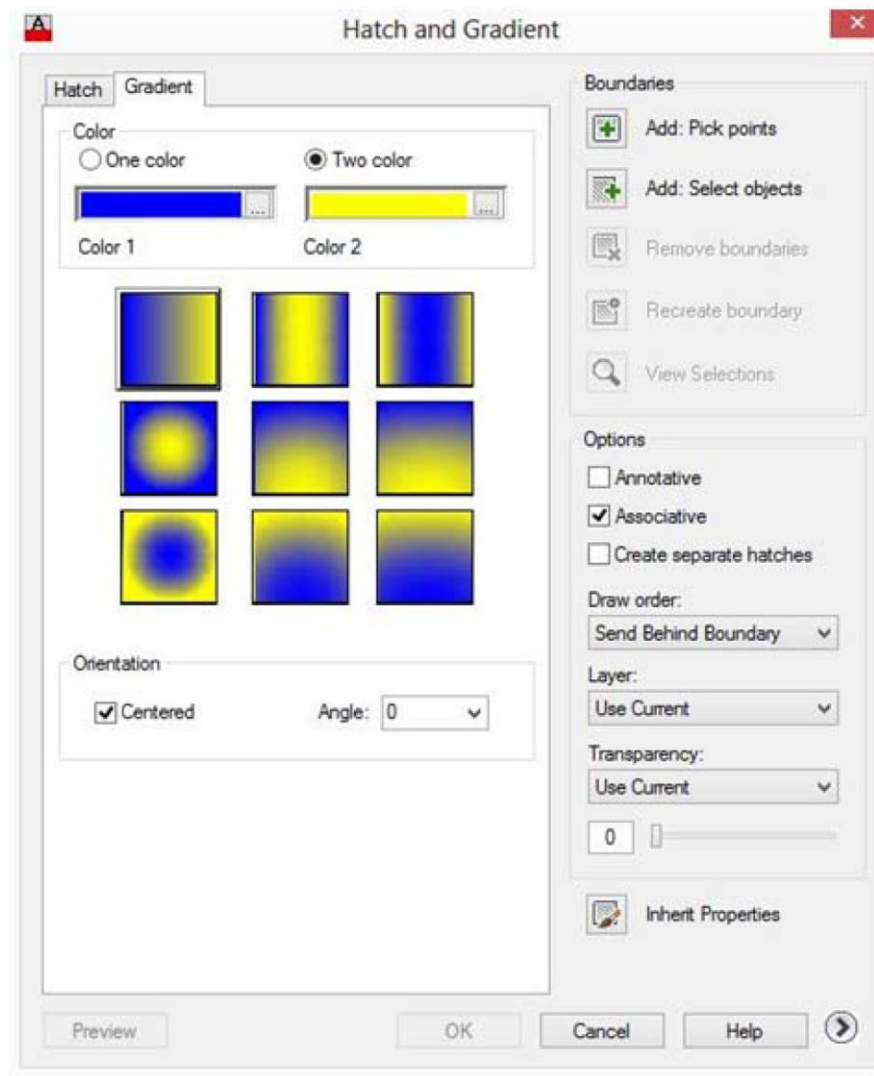 A
Hatch and Gradient
Hatch
Gradient
Color
One color
Two color
...
...
Color 1
Color 2
Orientation
Centered
Angle:
0
Boundaries
Add: Pick points
Add: Select objects
Remove boundaries
Recreate boundary
View Selections
Options
Annotative
Associative
Create separate hatches
Draw order:
Send Behind Boundary
Layer:
Use Current
Transparency:
Use Current
0
Inherit Properties
Preview
OK
Cancel
Help